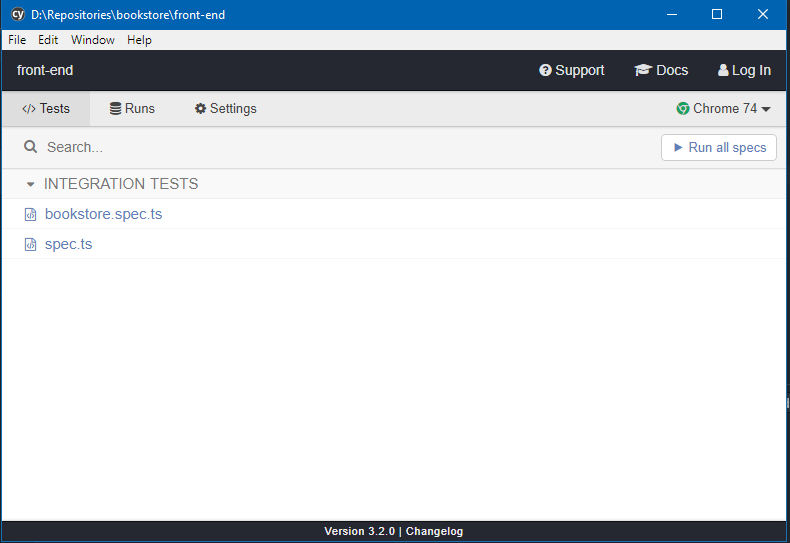 cy D:\Repositories\bookstore\front-end
File Edit Window Help
front-end Support Docs Log In
</> Tests Runs Settings Chrome 74
Search... Run all specs
INTEGRATION TESTS
bookstore.spec.ts
spec.ts
Version 3.2.0 | Changelog